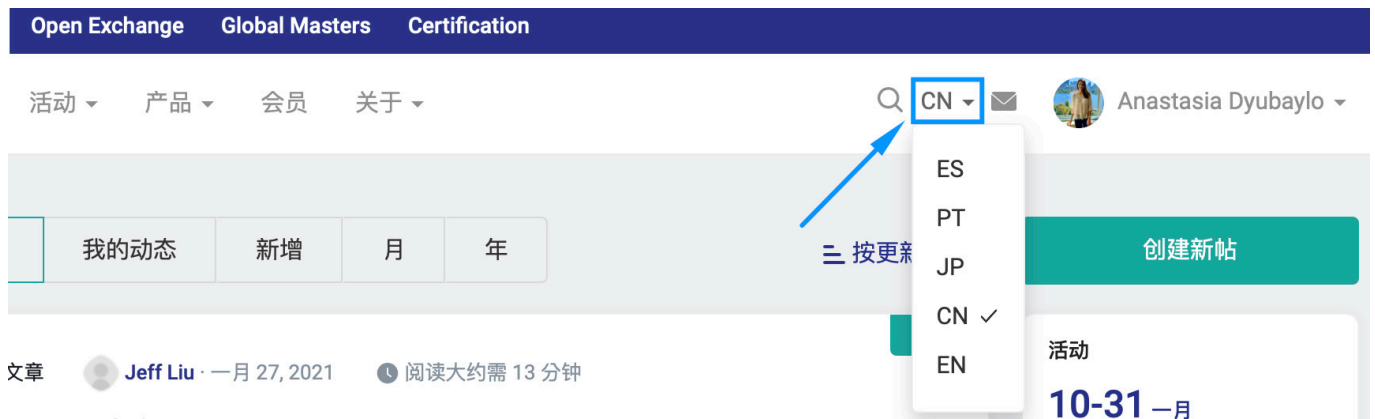 Open Exchange Global Masters Certification
活动 产品 会员 关于 CN Anastasia Dyubaylo
ES
PT
JP
CN
EN
我的动态 新增 月 年 按更新 创建新帖
文章 Jeff Liu · 一月 27, 2021 阅读大约需 13 分钟
活动
10-31 一月